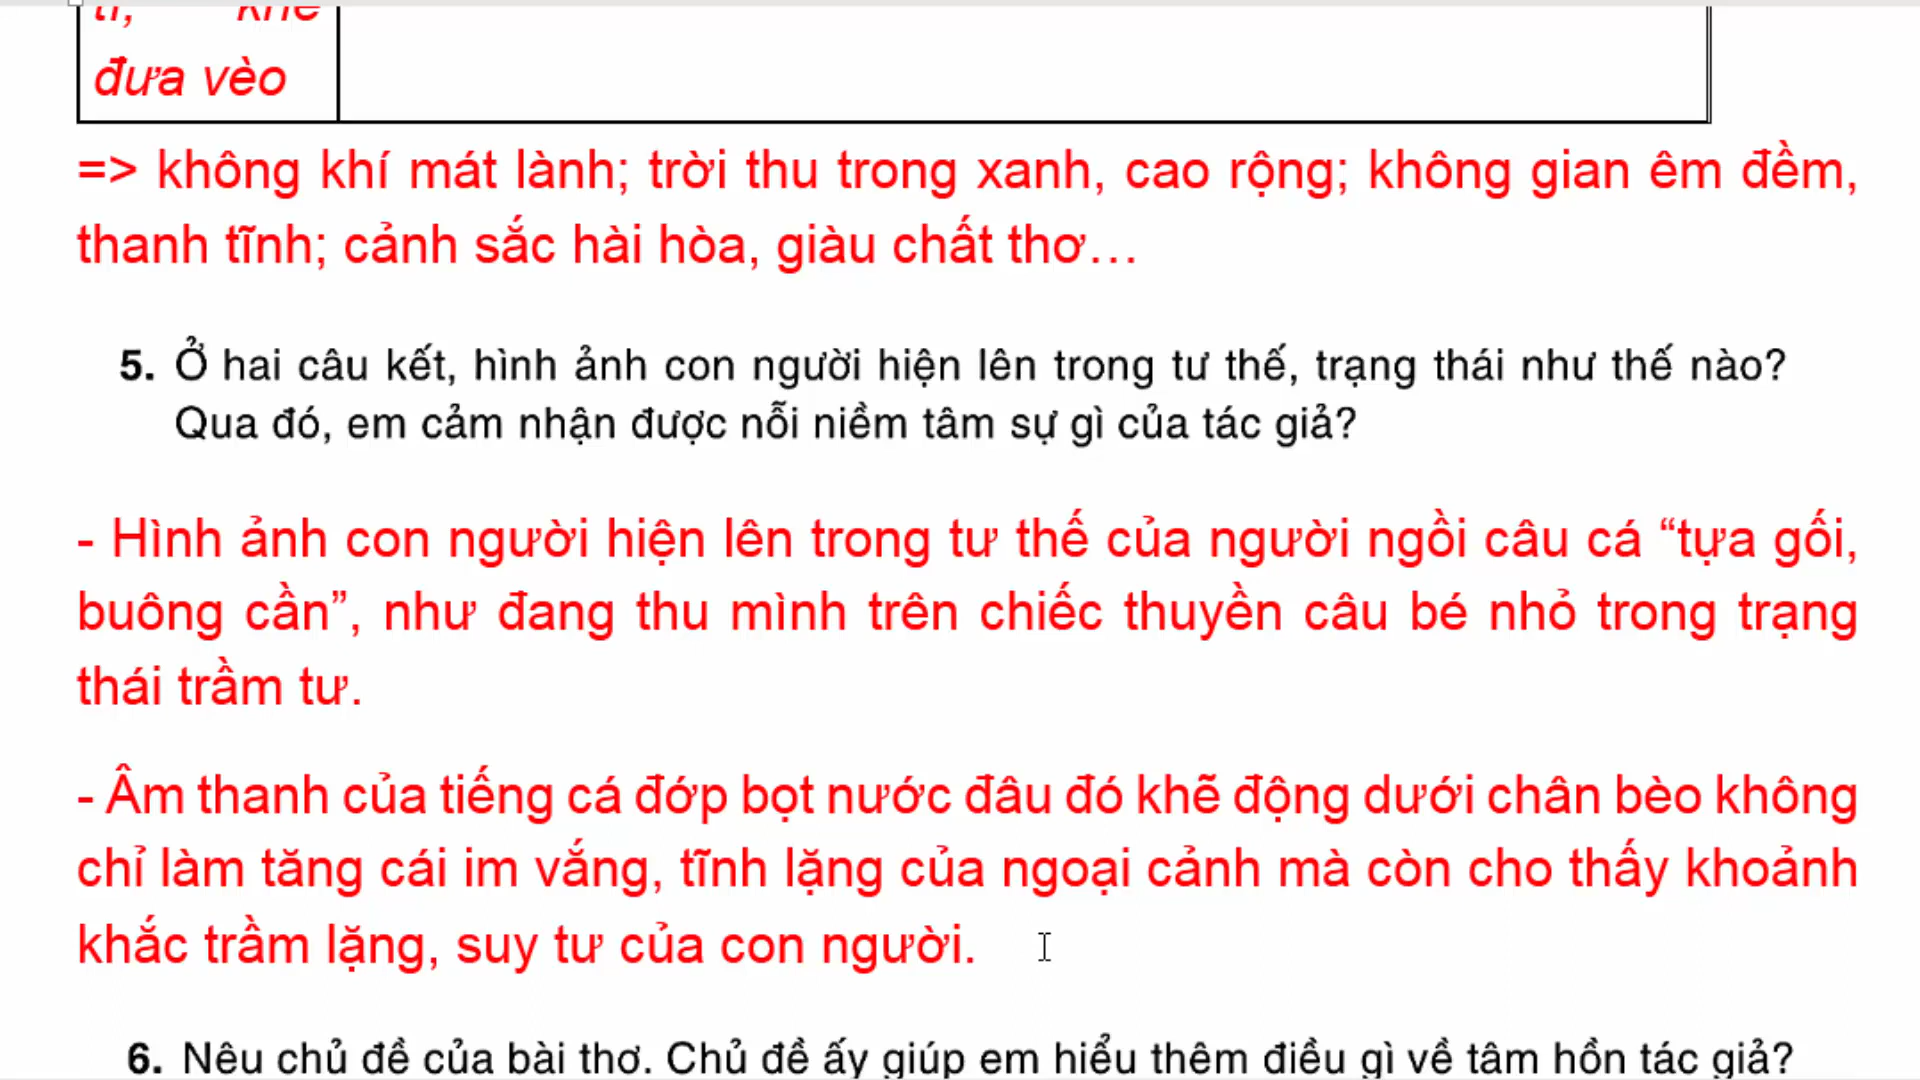 đưa vèo
=> không khí mát lành; trời thu trong xanh, cao rộng; không gian êm đềm,
thanh tĩnh; cảnh sắc hài hòa, giàu chất thơ…
5. Ở hai câu kết, hình ảnh con người hiện lên trong tư thế, trạng thái như thế nào?
Qua đó, em cảm nhận được nỗi niềm tâm sự gì của tác giả?
- Hình ảnh con người hiện lên trong tư thế của người ngồi câu cá “tựa gối,
buông cần”, như đang thu mình trên chiếc thuyền câu bé nhỏ trong trạng
thái trầm tư.
- Âm thanh của tiếng cá đớp bọt nước đâu đó khẽ động dưới chân bèo không
chỉ làm tăng cái im vắng, tĩnh lặng của ngoại cảnh mà còn cho thấy khoảnh
khắc trầm lặng, suy tư của con người.
6. Nêu chủ đề của bài thơ. Chủ đề ấy giúp em hiểu thêm điều gì về tâm hồn tác giả?